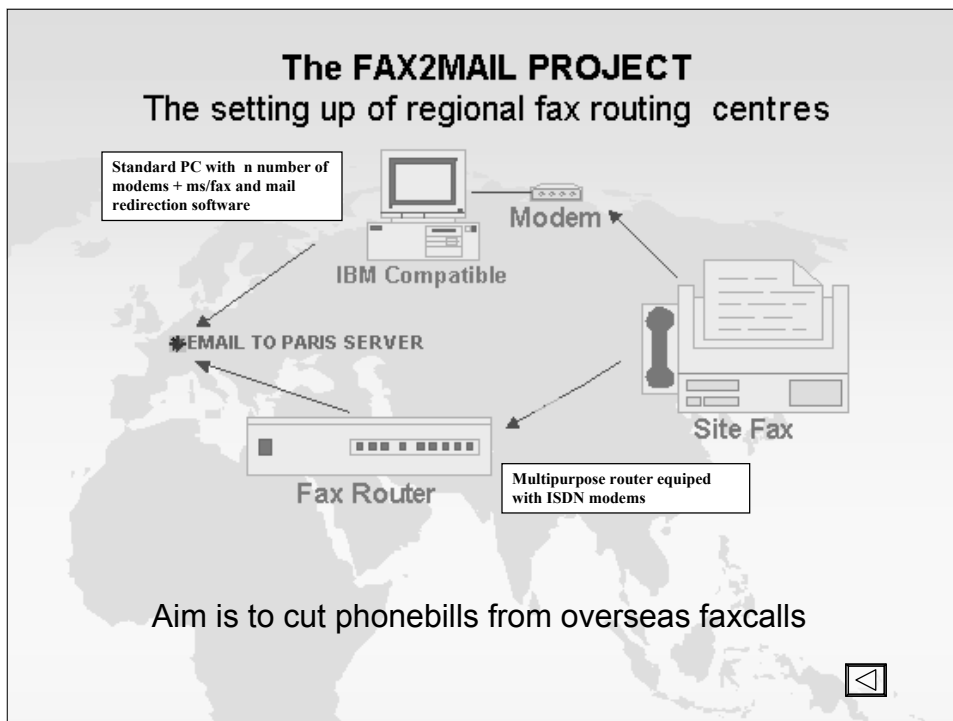 The FAX2MAIL PROJECT
The setting up of regional fax routing centres
Standard PC with n number of
modems + ms/fax and mail
redirection software
Modem
IBM Compatible
EMAIL TO PARIS SERVER
Site Fax
Fax Router
Multipurpose router equiped
with ISDN modems
Aim is to cut phonebills from overseas faxcalls